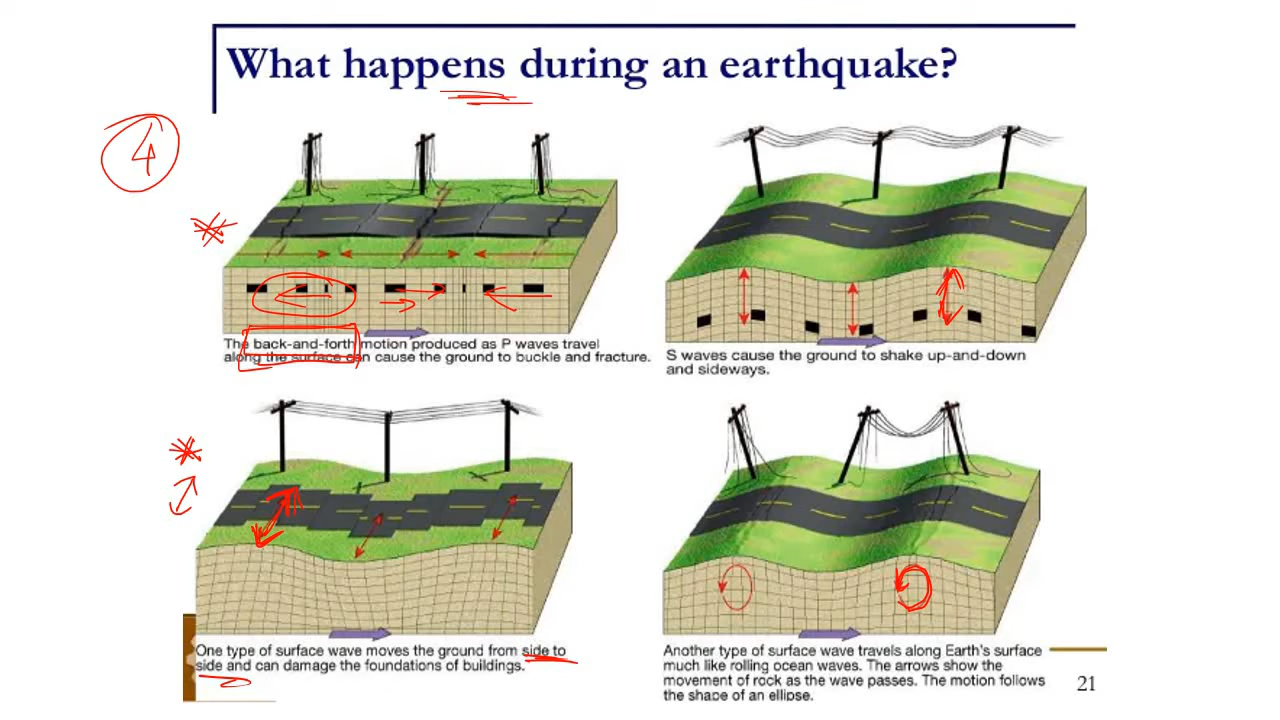 What happens during an earthquake?
4
The back-and-forth motion produced as P waves travel
along the surface can cause the ground to buckle and fracture.
S waves cause the ground to shake up-and-down
and sideways.
One type of surface wave moves the ground from side to
side and can damage the foundations of buildings.
Another type of surface wave travels along Earth's surface
much like rolling ocean waves. The arrows show the
movement of rock as the wave passes. The motion follows
the shape of an ellipse.
21